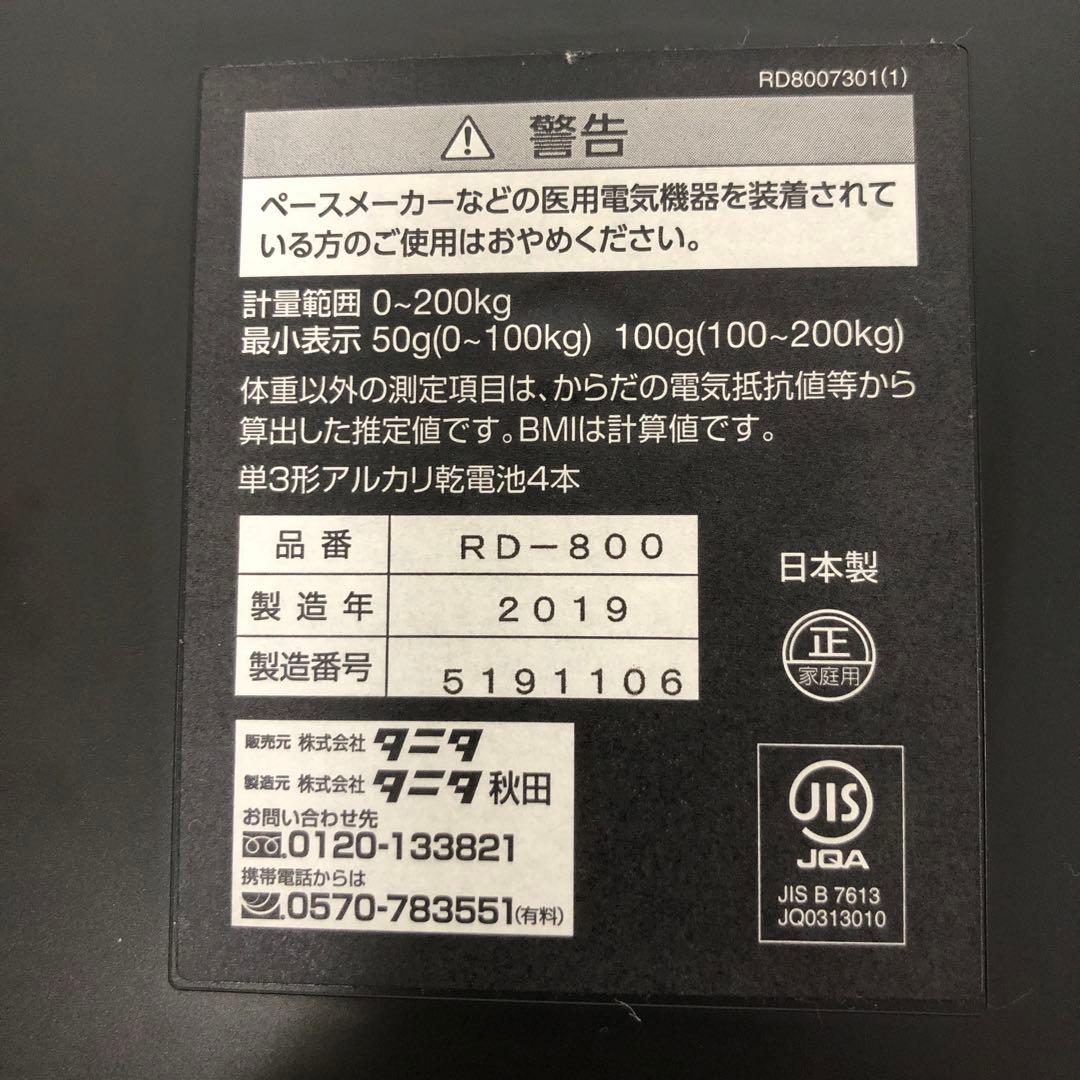 RD8007301(1)
警告
ペースメーカーなどの医用電気機器を装着されて
いる方のご使用はおやめください。
計量範囲 0~200kg
最小表示 50g(0~100kg) 100g(100~200kg)
体重以外の測定項目は、からだの電気抵抗値等から
算出した推定値です。BMIは計算値です。
単3形アルカリ乾電池4本
品番 RD-800
製造年 2019
製造番号 5191106
日本製
正
家庭用
販売元 株式会社 タニタ
製造元 株式会社 タニタ秋田
お問い合わせ先
0120-133821
携帯電話からは
0570-783551(有料)
JIS
JQA
JIS B 7613
JQ0313010